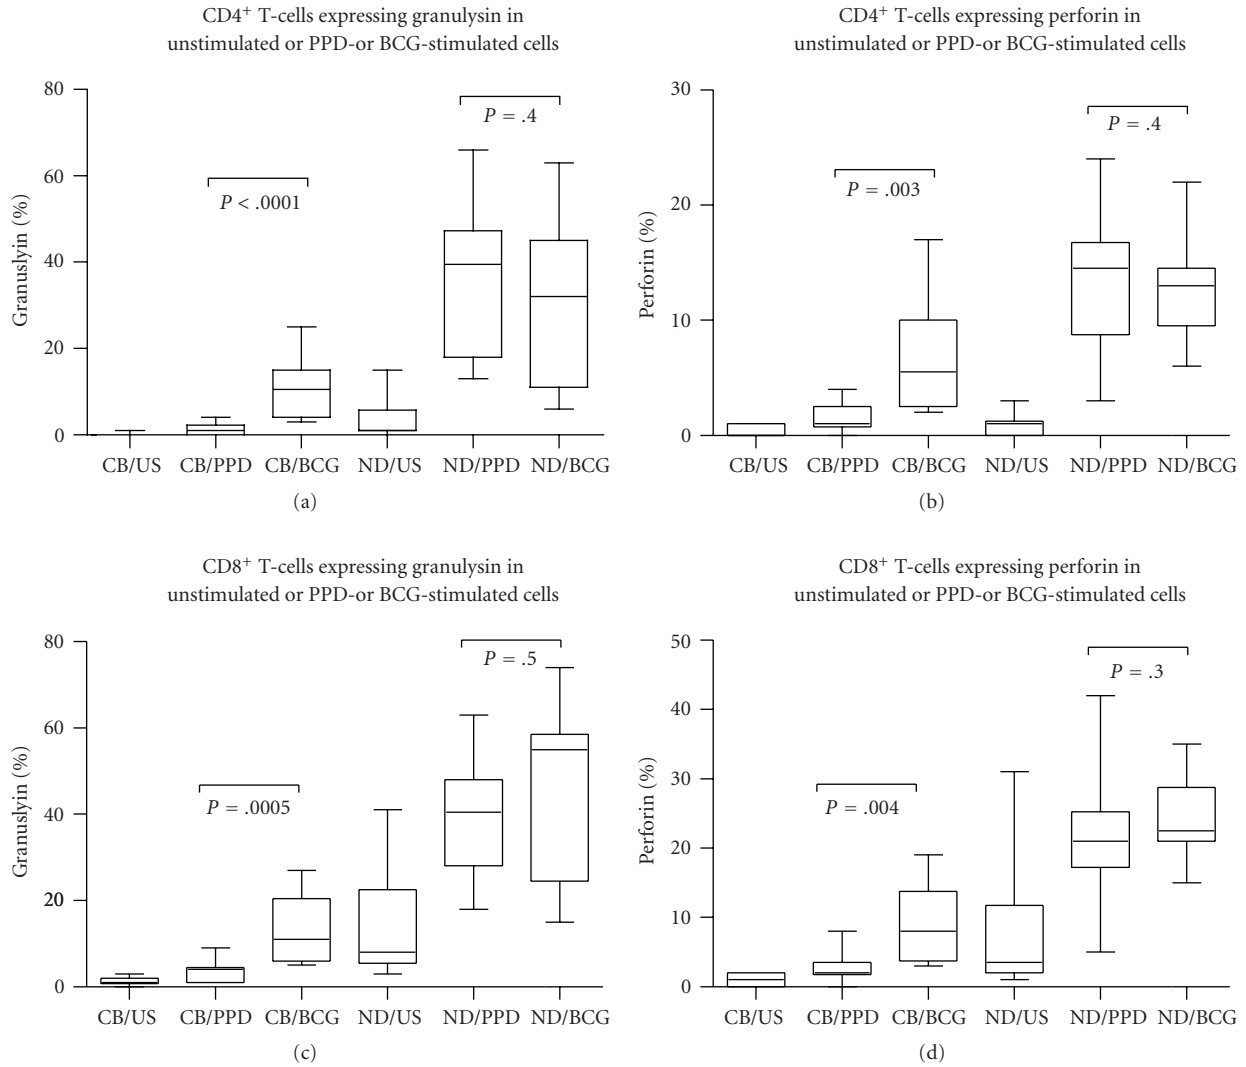 CD4+ T-cells expressing granulysin in
unstimulated or PPD-or BCG-stimulated cells
80
60
40
20
0
Granuslyin (%)
P < .0001
P = .4
CB/US CB/PPD CB/BCG ND/US ND/PPD ND/BCG
(a)
CD4+ T-cells expressing perforin in
unstimulated or PPD-or BCG-stimulated cells
30
20
10
0
Perforin (%)
P = .003
P = .4
CB/US CB/PPD CB/BCG ND/US ND/PPD ND/BCG
(b)
CD8+ T-cells expressing granulysin in
unstimulated or PPD-or BCG-stimulated cells
80
60
40
20
0
Granuslyin (%)
P = .0005
P = .5
CB/US CB/PPD CB/BCG ND/US ND/PPD ND/BCG
(c)
CD8+ T-cells expressing perforin in
unstimulated or PPD-or BCG-stimulated cells
50
40
30
20
10
0
Perforin (%)
P = .004
P = .3
CB/US CB/PPD CB/BCG ND/US ND/PPD ND/BCG
(d)